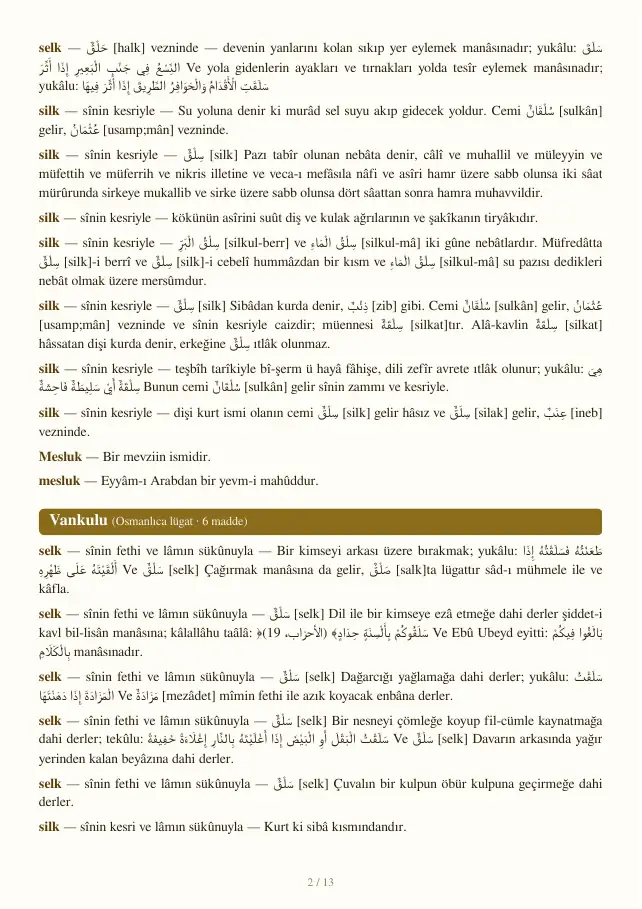 selk — حَلْقٌ [halk] vezninde — devenin yanlarını kolan sıkıp yer eylemek manâsınadır; yukâlu: سَلَقَ
النِّسْعُ فِي جَنْبِ الْبَعِيرِ إِذَا أَثَّرَ Ve yola gidenlerin ayakları ve tırnakları yolda tesîr eylemek manâsınadır;
yukâlu: سَلَقَتِ الْأَقْدَامُ وَالْحَوَافِرُ الطَّرِيقَ إِذَا أَثَّرَ فِيهَا
silk — sînin kesriyle — Su yoluna denir ki murâd sel suyu akıp gidecek yoldur. Cemi سُلْقَانٌ [sulkân]
gelir, عُثْمَانُ [usamp;mân] vezninde.
silk — sînin kesriyle — سِلْقٌ [silk] Pazı tabîr olunan nebâta denir, câlî ve muhallil ve müleyyin ve
müfettih ve müferrih ve nikris illetine ve veca-ı mefâsıla nâfi ve asîri hamr üzere sabb olunsa iki sâat
mürûrunda sirkeye mukallib ve sirke üzere sabb olunsa dört sâattan sonra hamra muhavvildir.
silk — sînin kesriyle — kökünün asîrini suût diş ve kulak ağrılarının ve şakîkanın tiryâkıdır.
silk — sînin kesriyle — سِلْقُ الْبَرِّ [silkul-berr] ve سِلْقُ الْمَاءِ [silkul-mâ] iki gûne nebâtlardır. Müfredâtta
سِلْقٌ [silk]-i berrî ve سِلْقٌ [silk]-i cebelî hummâzdan bir kısm ve سِلْقُ الْمَاءِ [silkul-mâ] su pazısı dedikleri
nebât olmak üzere mersûmdur.
silk — sînin kesriyle — سِلْقٌ [silk] Sibâdan kurda denir, ذِئْبٌ [zib] gibi. Cemi سُلْقَانٌ [sulkân] gelir, عُثْمَانُ
[usamp;mân] vezninde ve sînin kesriyle caizdir; müennesi سِلْقَةٌ [silkat]tır. Alâ-kavlin سِلْقَةٌ [silkat]
hâssatan dişi kurda denir, erkeğine سِلْقٌ ıtlâk olunmaz.
silk — sînin kesriyle — teşbîh tarîkiyle bî-şerm ü hayâ fâhişe, dili zefîr avrete ıtlâk olunur; yukâlu: هِيَ
سِلْقَةٌ أَيْ سَلِيطَةٌ فَاحِشَةٌ Bunun cemi سُلْقَانٌ [sulkân] gelir sînin zammı ve kesriyle.
silk — sînin kesriyle — dişi kurt ismi olanın cemi سِلْقٌ [silk] gelir hâsız ve سِلَقٌ [silak] gelir, عِنَبٌ [ineb]
vezninde.
Mesluk — Bir mevziin ismidir.
mesluk — Eyyâm-ı Arabdan bir yevm-i mahûddur.
Vankulu (Osmanlıca lügat · 6 madde)
selk — sînin fethi ve lâmın sükûnuyla — Bir kimseyi arkası üzere bırakmak; yukâlu: طَعَنْتُهُ فَسَلَقْتُهُ إِذَا
أَلْقَيْتَهُ عَلَى ظَهْرِهِ Ve سَلْقٌ [selk] Çağırmak manâsına da gelir, صَلْقٌ [salk]ta lügattır sâd-ı mühmele ile ve
kâfla.
selk — sînin fethi ve lâmın sükûnuyla — سَلْقٌ [selk] Dil ile bir kimseye ezâ etmeğe dahi derler şiddet-i
kavl bil-lisân manâsına; kâlallâhu taâlâ: ﴿سَلَقُوكُمْ بِأَلْسِنَةٍ حِدَادٍ﴾ (الأحزاب، 19) Ve Ebû Ubeyd eyitti: بَالَغُوا فِيكُمْ
بِالْكَلَامِ manâsınadır.
selk — sînin fethi ve lâmın sükûnuyla — سَلْقٌ [selk] Dağarcığı yağlamağa dahi derler; yukâlu: سَلَقْتُ
الْمَزَادَةَ إِذَا دَهَنْتَهَا Ve مَزَادَةٌ [mezâdet] mîmin fethi ile azık koyacak enbâna derler.
selk — sînin fethi ve lâmın sükûnuyla — سَلْقٌ [selk] Bir nesneyi çömleğe koyup fil-cümle kaynatmağa
dahi derler; tekûlu: سَلَقْتُ الْبَقْلَ أَوِ الْبَيْضَ إِذَا أَغْلَيْتَهُ بِالنَّارِ إِغْلَاءَةً خَفِيفَةً Ve سَلْقٌ [selk] Davarın arkasında yağır
yerinden kalan beyâzına dahi derler.
selk — sînin fethi ve lâmın sükûnuyla — سَلْقٌ [selk] Çuvalın bir kulpun öbür kulpuna geçirmeğe dahi
derler.
silk — sînin kesri ve lâmın sükûnuyla — Kurt ki sibâ kısmındandır.
2 / 13